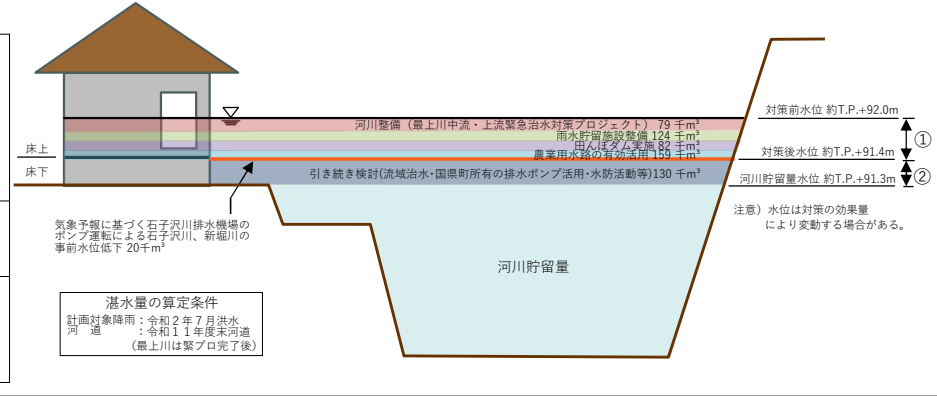 対策前水位 約T.P.+92.0m
河川整備（最上川中流・上流緊急治水対策プロジェクト） 79 千m³
雨水貯留施設整備 124 千m³
田んぼダム実施 82 千m³
農業用水路の有効活用 159 千m³
①
床上
対策後水位 約T.P.+91.4m
床下
引き続き検討(流域治水・国県町所有の排水ポンプ活用・水防活動等)130 千m³
②
河川貯留量水位 約T.P.+91.3m
注意）水位は対策の効果量
により変動する場合がある。
気象予報に基づく石子沢川排水機場の
ポンプ運転による石子沢川、新堀川の
事前水位低下 20千m³
河川貯留量
湛水量の算定条件
計画対象降雨：令和２年７月洪水
河　道　　　：令和１１年度末河道
（最上川は緊プロ完了後）